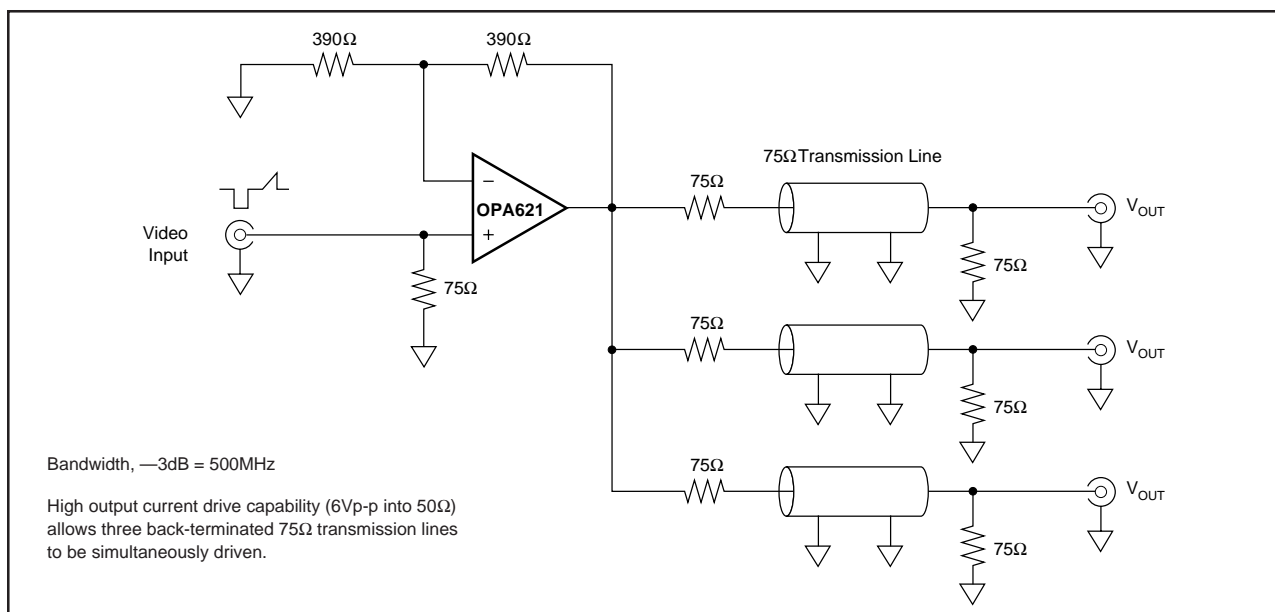 390Ω
390Ω
75Ω Transmission Line
75Ω
–
OPA621
+
V_OUT
Video
Input
75Ω
75Ω
75Ω
V_OUT
75Ω
75Ω
V_OUT
75Ω
Bandwidth, —3dB = 500MHz
High output current drive capability (6Vp-p into 50Ω)
allows three back-terminated 75Ω transmission lines
to be simultaneously driven.